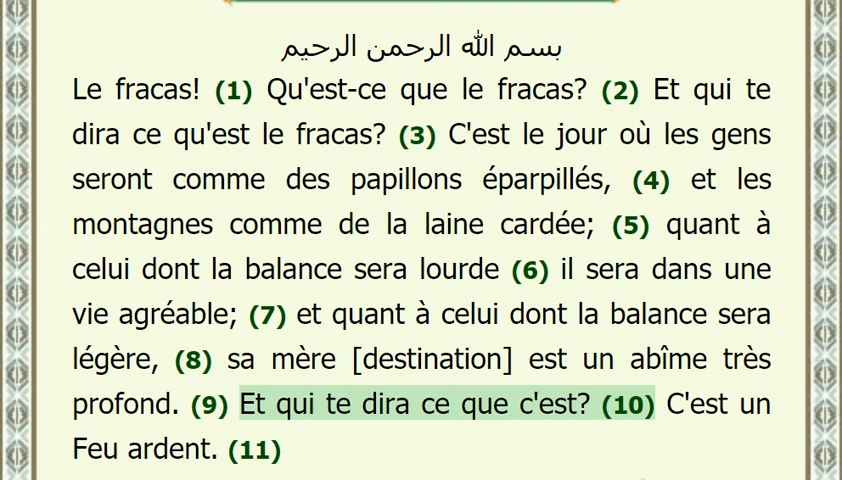 بسم الله الرحمن الرحيم
Le fracas! (1) Qu'est-ce que le fracas? (2) Et qui te
dira ce qu'est le fracas? (3) C'est le jour où les gens
seront comme des papillons éparpillés, (4) et les
montagnes comme de la laine cardée; (5) quant à
celui dont la balance sera lourde (6) il sera dans une
vie agréable; (7) et quant à celui dont la balance sera
légère, (8) sa mère [destination] est un abîme très
profond. (9) Et qui te dira ce que c'est? (10) C'est un
Feu ardent. (11)